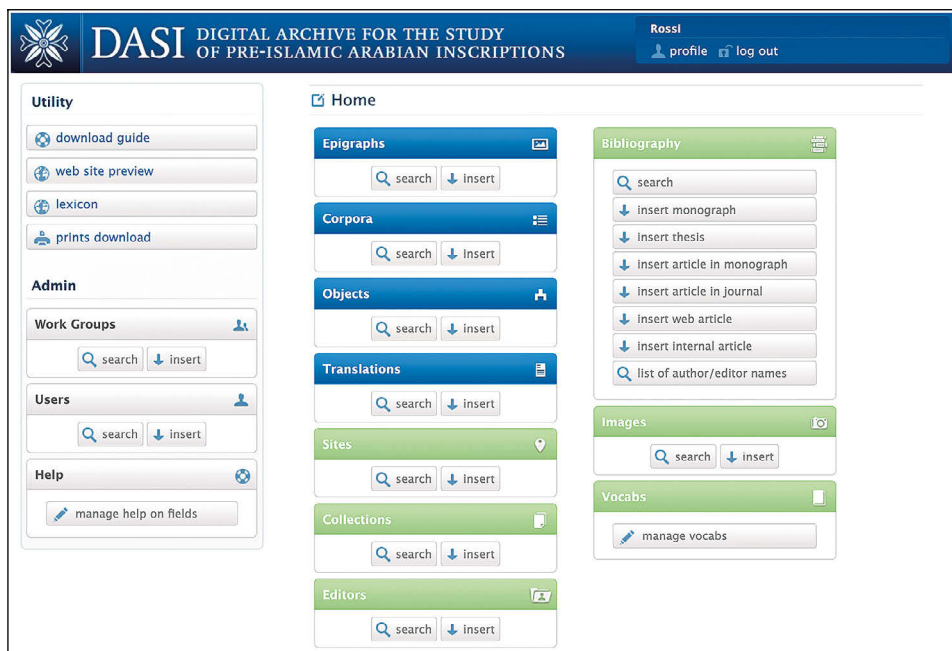 DASI DIGITAL ARCHIVE FOR THE STUDY
OF PRE-ISLAMIC ARABIAN INSCRIPTIONS
Rossi
profile log out
Utility
download guide
web site preview
lexicon
prints download
Admin
Work Groups
search insert
Users
search insert
Help
manage help on fields
Home
Epigraphs
search insert
Corpora
search insert
Objects
search insert
Translations
search insert
Sites
search insert
Collections
search insert
Editors
search insert
Bibliography
search
insert monograph
insert thesis
insert article in monograph
insert article in journal
insert web article
insert internal article
list of author/editor names
Images
search insert
Vocabs
manage vocabs